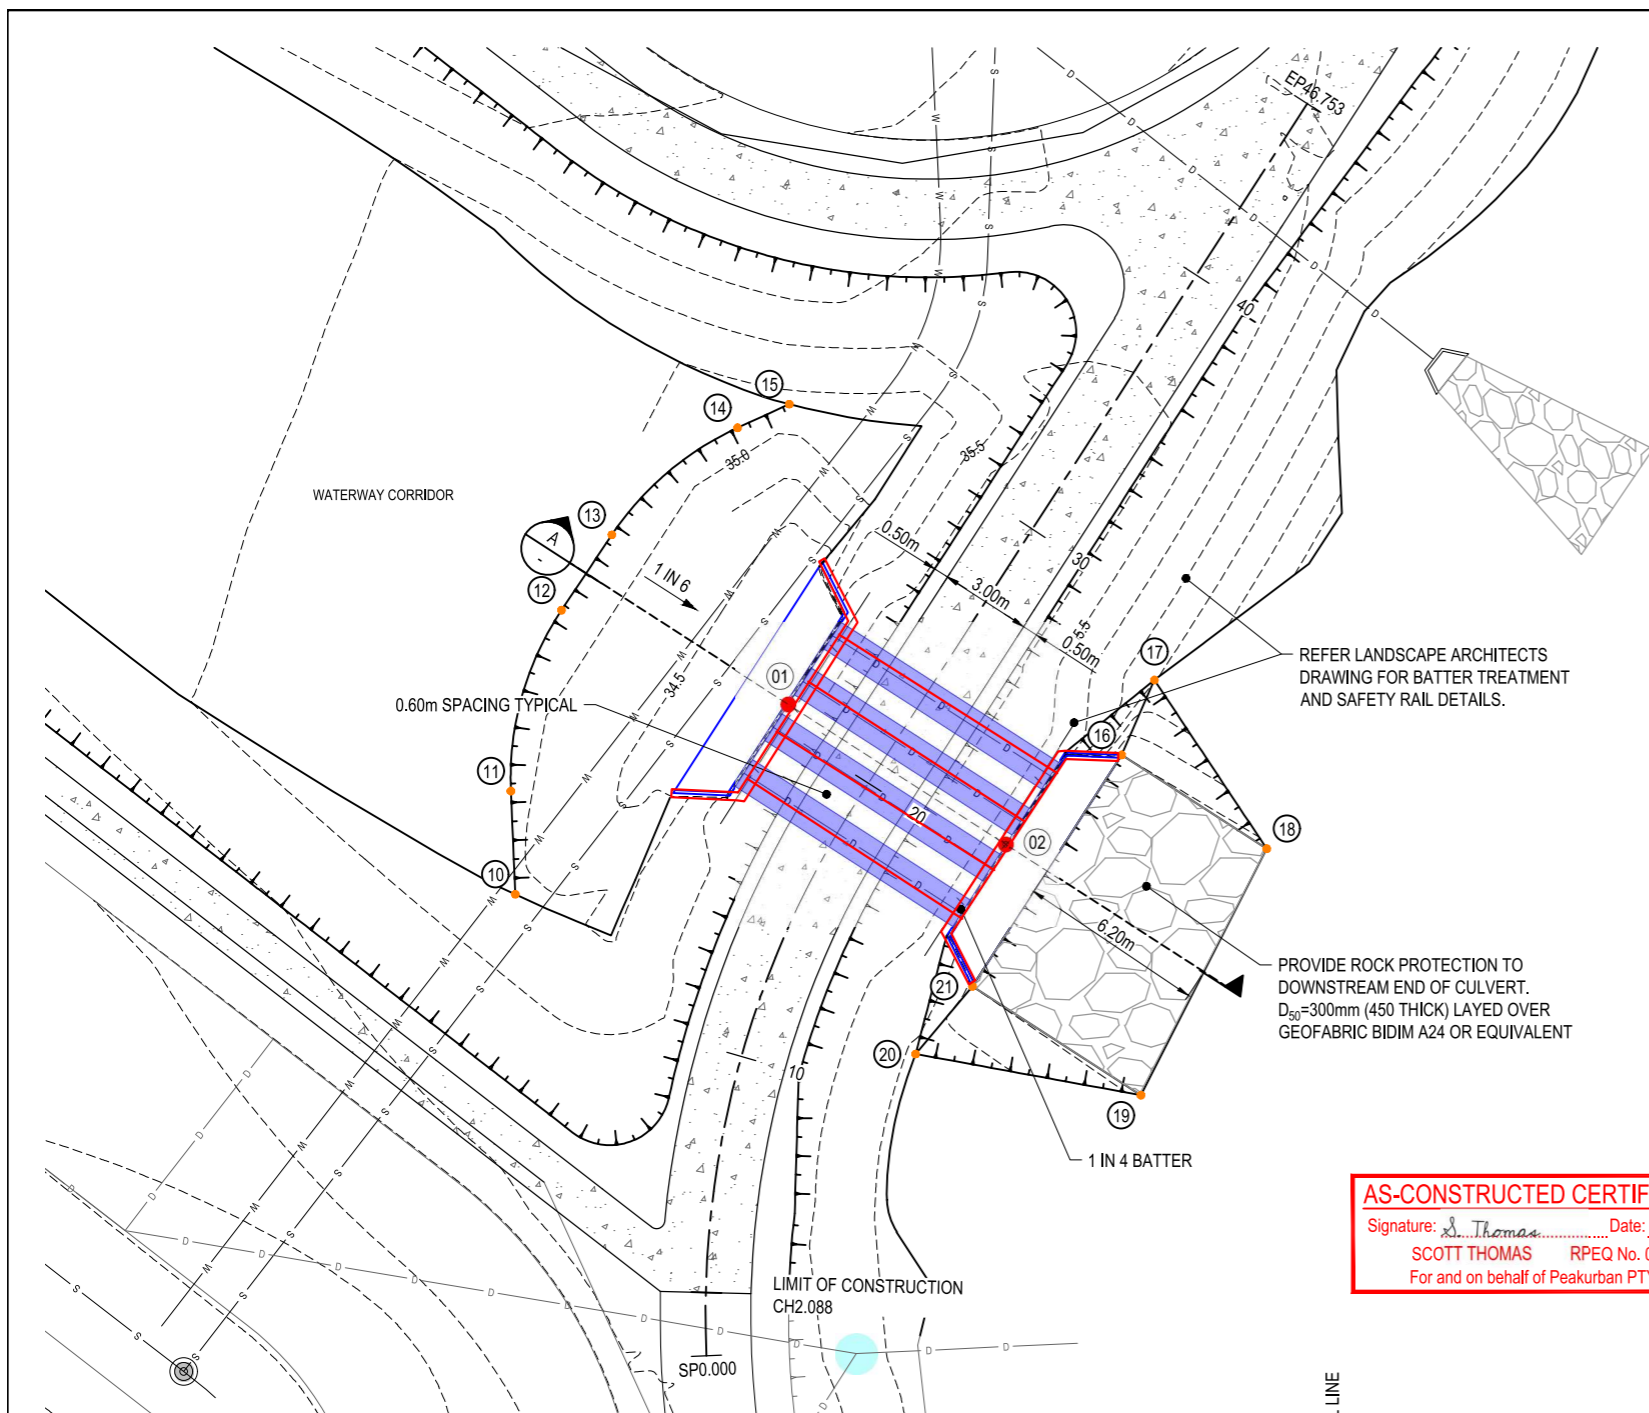 EP46.753
40
15
14
35.0
35.5
WATERWAY CORRIDOR
13
A
-
0.50m
30
12
1 IN 6
3.00m
5.5
0.50m
17
REFER LANDSCAPE ARCHITECTS
DRAWING FOR BATTER TREATMENT
AND SAFETY RAIL DETAILS.
01
34.5
0.60m SPACING TYPICAL
16
11
20
02
18
10
6.20m
PROVIDE ROCK PROTECTION TO
DOWNSTREAM END OF CULVERT.
D50=300mm (450 THICK) LAYED OVER
GEOFABRIC BIDIM A24 OR EQUIVALENT
21
20
10
19
1 IN 4 BATTER
AS-CONSTRUCTED CERTIF
Signature: S. Thomas Date:
SCOTT THOMAS RPEQ No. 0
For and on behalf of Peakurban PTY
LIMIT OF CONSTRUCTION
CH2.088
SP0.000
LINE